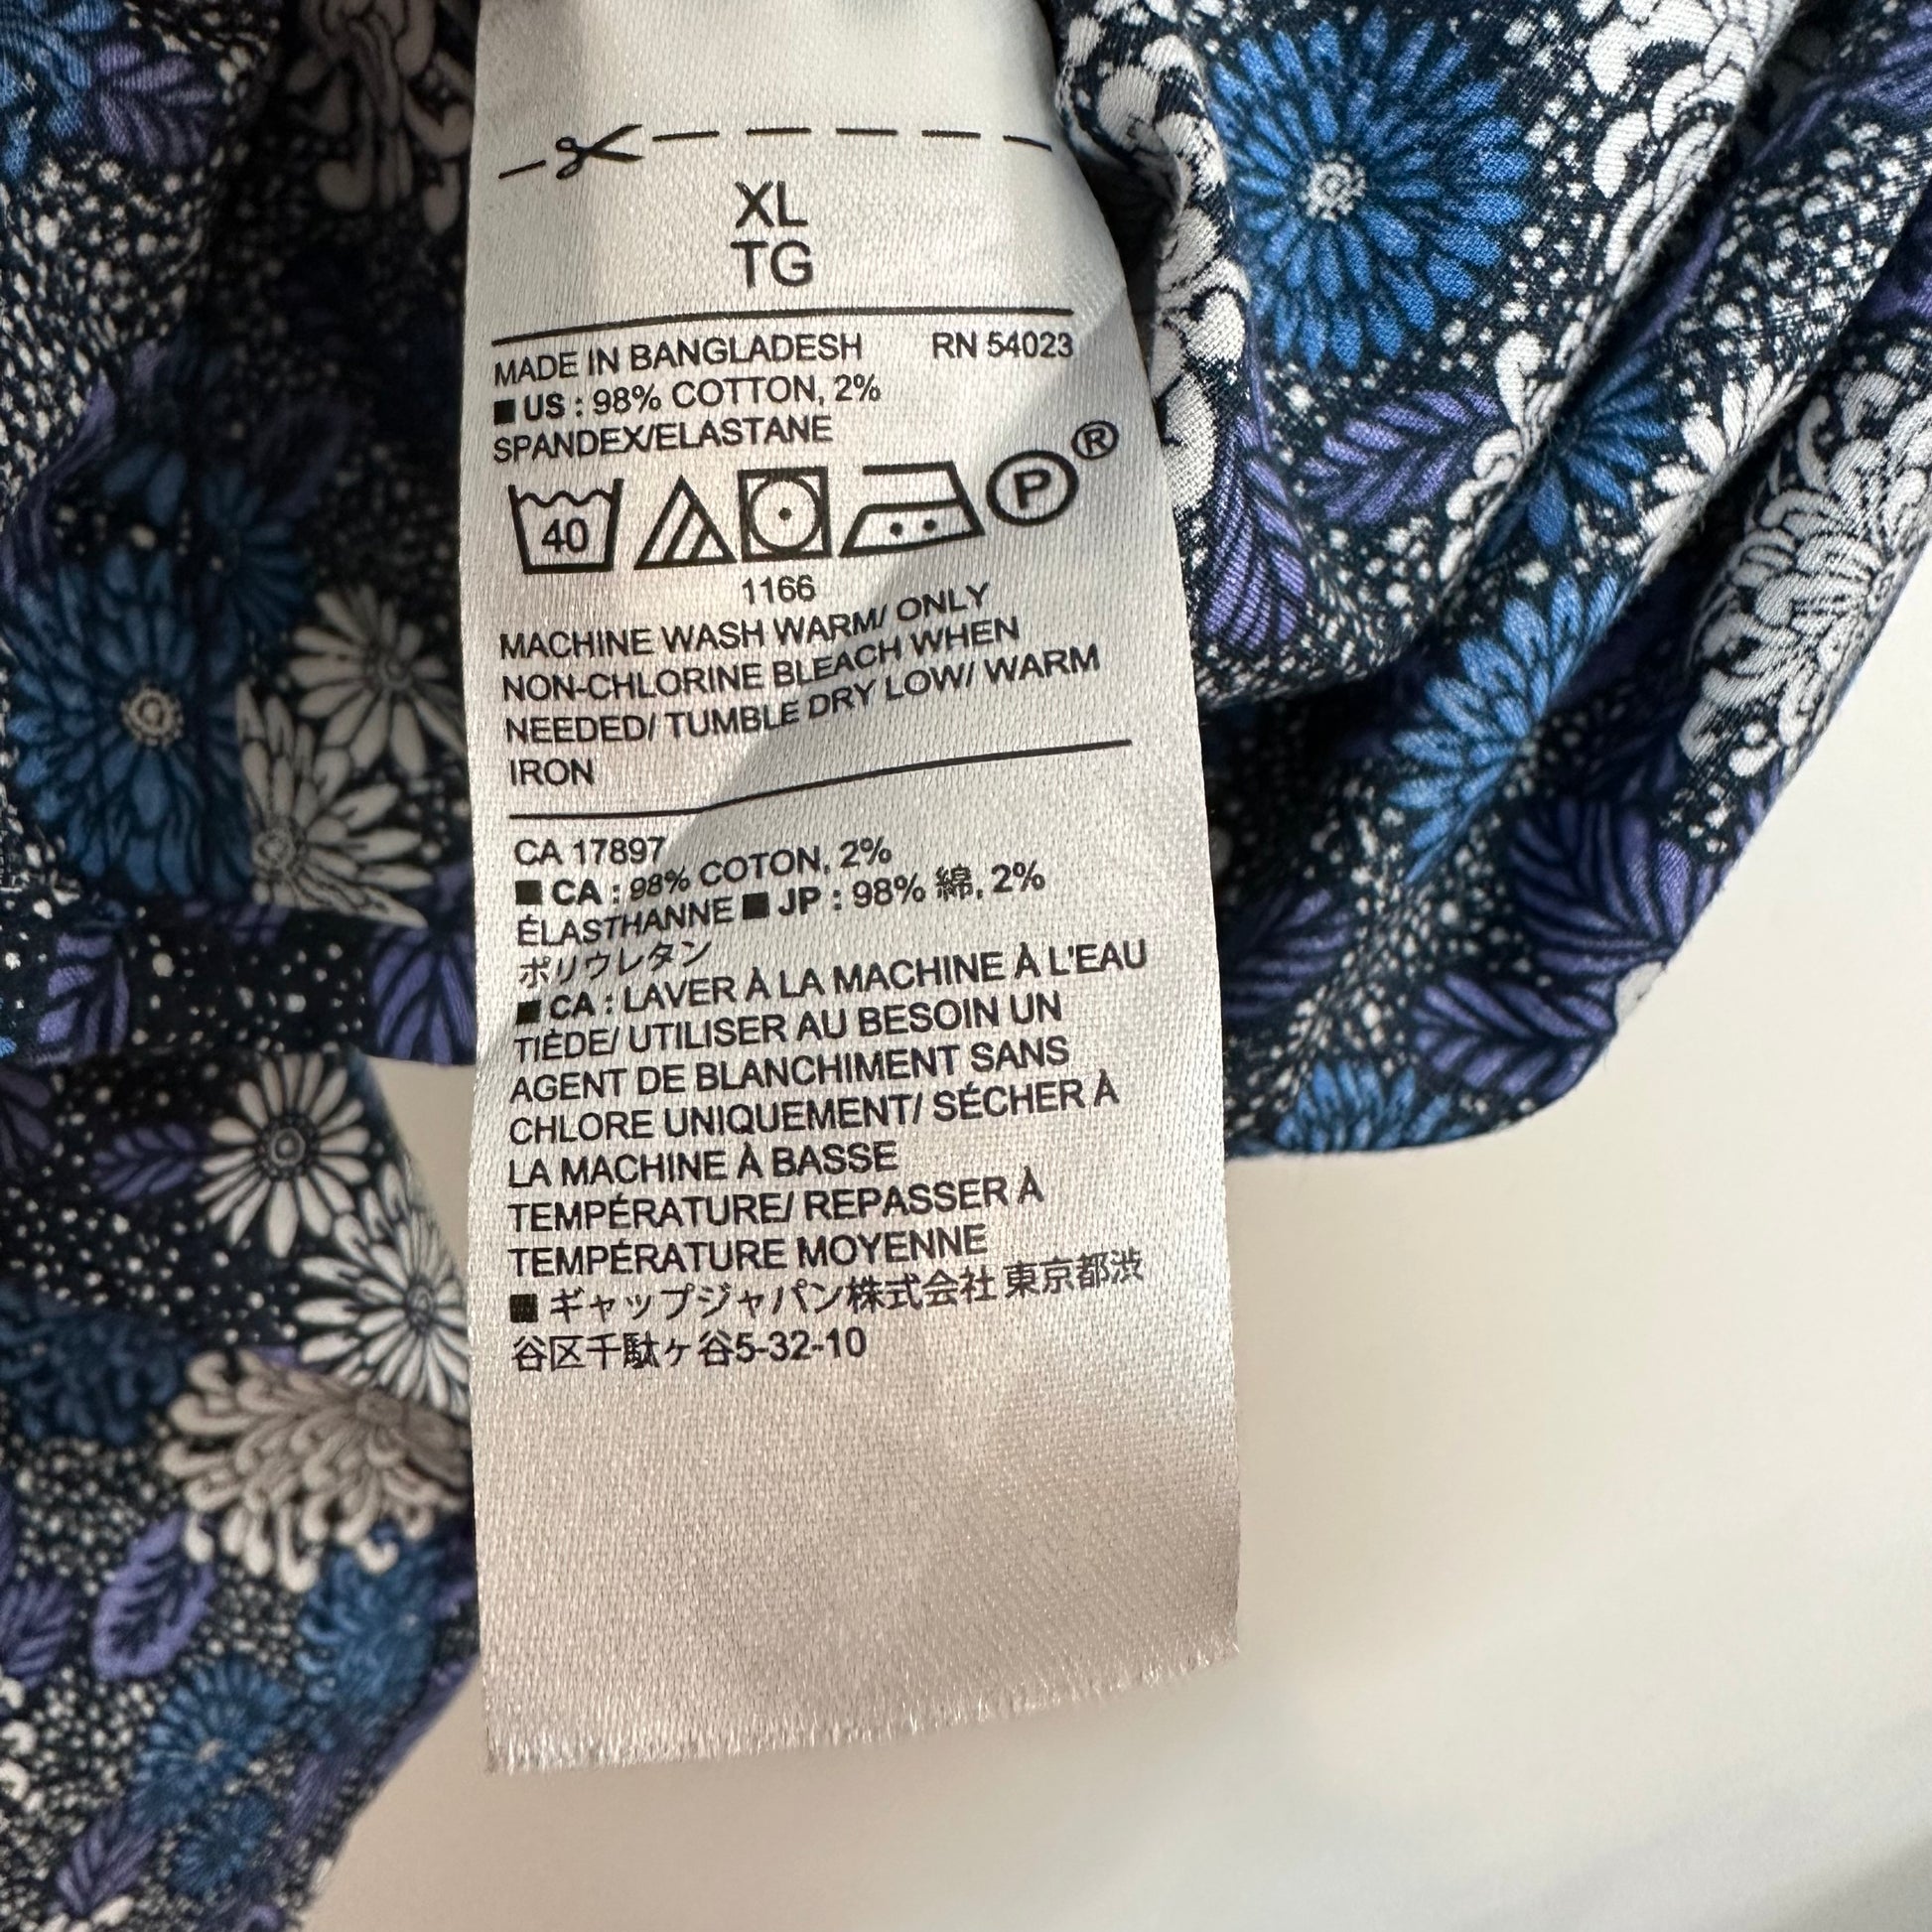 XL
TG
MADE IN BANGLADESH RN 54023
■ US : 98% COTTON, 2%
SPANDEX/ELASTANE
40 P ®
1166
MACHINE WASH WARM/ ONLY
NON-CHLORINE BLEACH WHEN
NEEDED/ TUMBLE DRY LOW/ WARM
IRON
CA 17897
■ CA : 98% COTON, 2%
ÉLASTHANNE ■ JP : 98% 綿, 2%
ポリウレタン
■ CA : LAVER À LA MACHINE À L'EAU
TIÈDE/ UTILISER AU BESOIN UN
AGENT DE BLANCHIMENT SANS
CHLORE UNIQUEMENT/ SÉCHER À
LA MACHINE À BASSE
TEMPÉRATURE/ REPASSER À
TEMPÉRATURE MOYENNE
■ ギャップジャパン株式会社 東京都渋
谷区千駄ヶ谷5-32-10